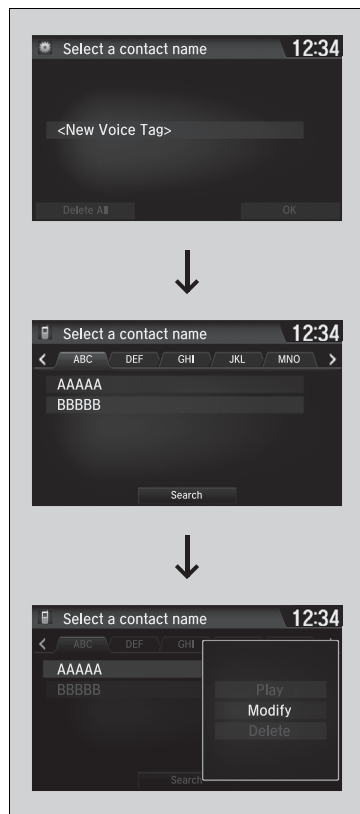 Select a contact name 12:34
<New Voice Tag>
Delete All OK
Select a contact name 12:34
< ABC DEF GHI JKL MNO >
AAAAA
BBBBB
Search
Select a contact name 12:34
< ABC DEF GHI
AAAAA
BBBBB
Play
Modify
Delete
Search